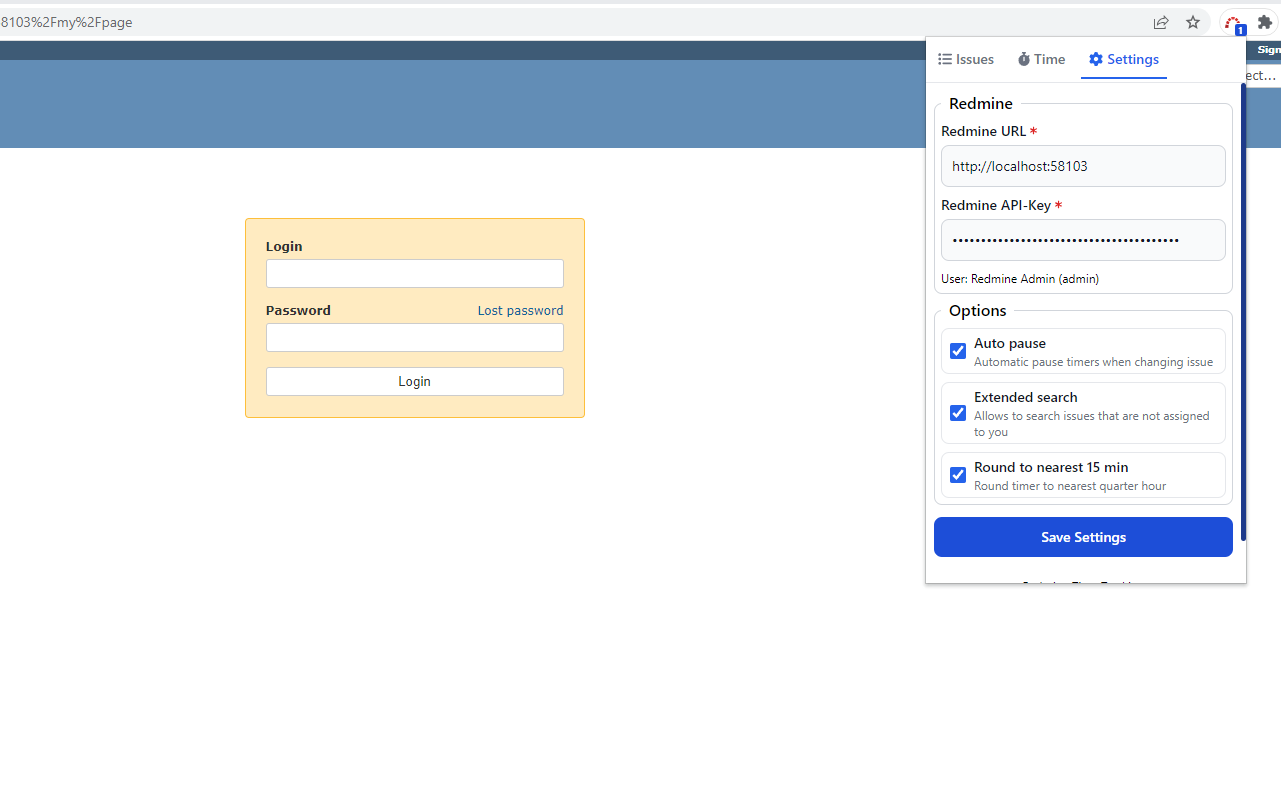 8103%2Fmy%2Fpage
1
Sign
Issues Time Settings
ect...
Redmine
Redmine URL *
http://localhost:58103
Redmine API-Key *
••••••••••••••••••••••••••••••••••••••••
User: Redmine Admin (admin)
Options
Auto pause
Automatic pause timers when changing issue
Extended search
Allows to search issues that are not assigned
to you
Round to nearest 15 min
Round timer to nearest quarter hour
Save Settings
Login
Password Lost password
Login